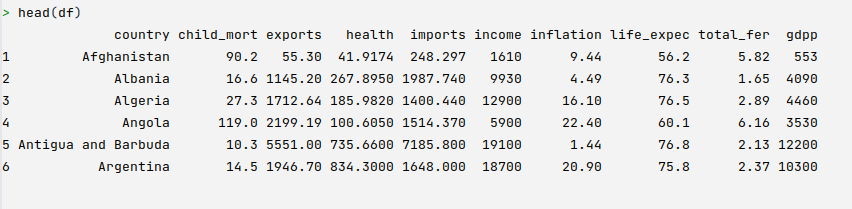 > head(df)
              country child_mort exports   health  imports income inflation life_expec total_fer  gdpp
1         Afghanistan       90.2   55.30  41.9174  248.297   1610      9.44       56.2      5.82   553
2             Albania       16.6 1145.20 267.8950 1987.740   9930      4.49       76.3      1.65  4090
3             Algeria       27.3 1712.64 185.9820 1400.440  12900     16.10       76.5      2.89  4460
4              Angola      119.0 2199.19 100.6050 1514.370   5900     22.40       60.1      6.16  3530
5 Antigua and Barbuda       10.3 5551.00 735.6600 7185.800  19100      1.44       76.8      2.13 12200
6           Argentina       14.5 1946.70 834.3000 1648.000  18700     20.90       75.8      2.37 10300